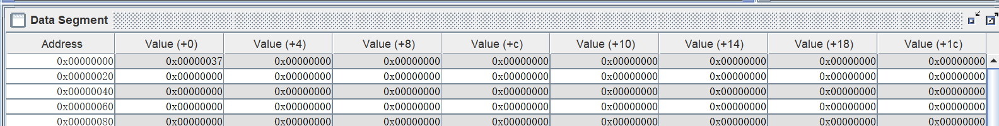 Data Segment
Address Value (+0) Value (+4) Value (+8) Value (+c) Value (+10) Value (+14) Value (+18) Value (+1c)
0x00000000 0x00000037 0x00000000 0x00000000 0x00000000 0x00000000 0x00000000 0x00000000 0x00000000
0x00000020 0x00000000 0x00000000 0x00000000 0x00000000 0x00000000 0x00000000 0x00000000 0x00000000
0x00000040 0x00000000 0x00000000 0x00000000 0x00000000 0x00000000 0x00000000 0x00000000 0x00000000
0x00000060 0x00000000 0x00000000 0x00000000 0x00000000 0x00000000 0x00000000 0x00000000 0x00000000
0x00000080 0x00000000 0x00000000 0x00000000 0x00000000 0x00000000 0x00000000 0x00000000 0x00000000